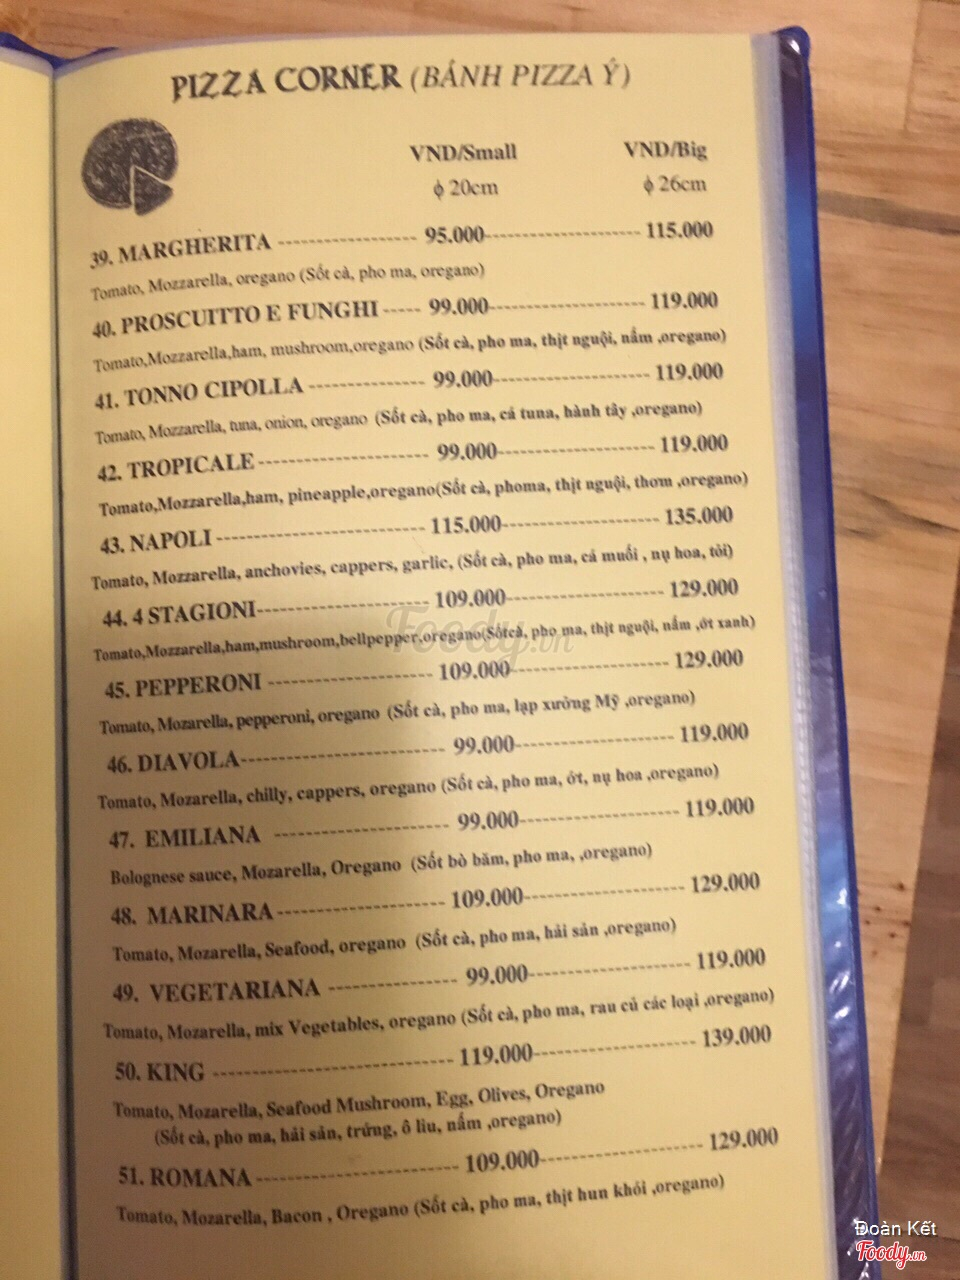 PIZZA CORNER (BÁNH PIZZA Ý)
VND/Small VND/Big
ϕ 20cm ϕ 26cm
39. MARGHERITA ---------------- 95.000------------------ 115.000
Tomato, Mozzarella, oregano (Sốt cà, pho ma, oregano)
40. PROSCUITTO E FUNGHI ----- 99.000------------------ 119.000
Tomato,Mozzarella,ham, mushroom,oregano (Sốt cà, pho ma, thịt nguội, nấm ,oregano)
41. TONNO CIPOLLA -------------- 99.000------------------ 119.000
Tomato, Mozzarella, tuna, onion, oregano (Sốt cà, pho ma, cá tuna, hành tây ,oregano)
42. TROPICALE -------------------- 99.000------------------ 119.000
Tomato,Mozzarella,ham, pineapple,oregano(Sốt cà, phoma, thịt nguội, thơm ,oregano)
43. NAPOLI ------------------------ 115.000------------------ 135.000
Tomato, Mozzarella, anchovies, cappers, garlic, (Sốt cà, pho ma, cá muối , nụ hoa, tỏi)
44. 4 STAGIONI-------------------- 109.000------------------ 129.000
Tomato,Mozzarella,ham,mushroom,bellpepper,oregano(Sốtcà, pho ma, thịt nguội, nấm ,ớt xanh)
Foody.vn
45. PEPPERONI ------------------- 109.000------------------ 129.000
Tomato, Mozarella, pepperoni, oregano (Sốt cà, pho ma, lạp xưởng Mỹ ,oregano)
46. DIAVOLA----------------------- 99.000------------------ 119.000
Tomato, Mozarella, chilly, cappers, oregano (Sốt cà, pho ma, ớt, nụ hoa ,oregano)
47. EMILIANA -------------------- 99.000------------------ 119.000
Bolognese sauce, Mozarella, Oregano (Sốt bò băm, pho ma, ,oregano)
48. MARINARA ------------------- 109.000------------------ 129.000
Tomato, Mozarella, Seafood, oregano (Sốt cà, pho ma, hải sản ,oregano)
49. VEGETARIANA --------------- 99.000------------------ 119.000
Tomato, Mozarella, mix Vegetables, oregano (Sốt cà, pho ma, rau củ các loại ,oregano)
50. KING ---------------------------- 119.000------------------ 139.000
Tomato, Mozarella, Seafood Mushroom, Egg, Olives, Oregano
(Sốt cà, pho ma, hải sản, trứng, ô liu, nấm ,oregano)
51. ROMANA ----------------------- 109.000------------------ 129.000
Tomato, Mozarella, Bacon , Oregano (Sốt cà, pho ma, thịt hun khói ,oregano)
Đoàn Kết
Foody.vn